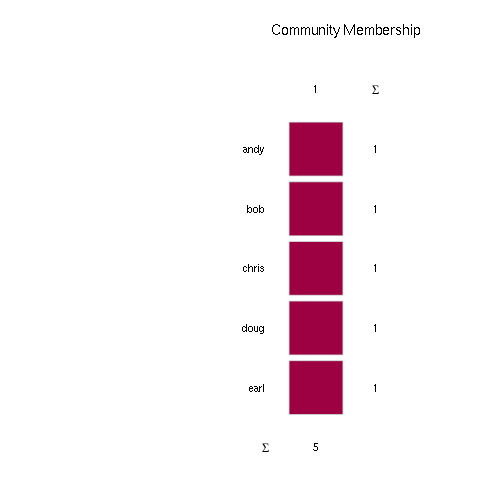 Community Membership
1 Σ
andy 1
bob 1
chris 1
doug 1
earl 1
Σ 5